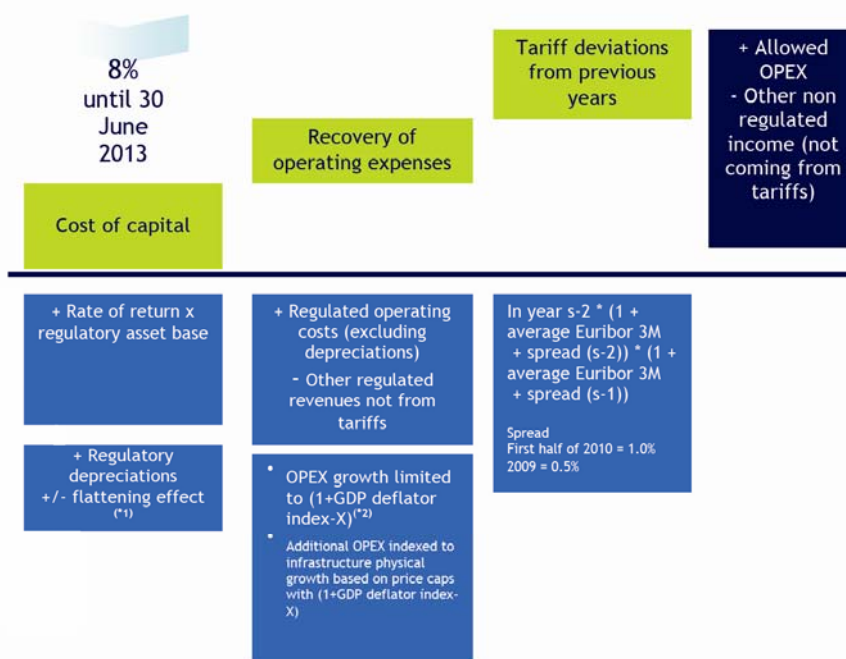 8%
until 30
June
2013
Cost of capital
Recovery of
operating expenses
Tariff deviations
from previous
years
+ Allowed
OPEX
- Other non
regulated
income (not
coming from
tariffs)
+ Rate of return x
regulatory asset base
+ Regulatory
depreciations
+/- flattening effect
(*1)
+ Regulated operating
costs (excluding
depreciations)
- Other regulated
revenues not from
tariffs
• OPEX growth limited
to (1+GDP deflator
index-X)(*2)
• Additional OPEX indexed to
infrastructure physical
growth based on price caps
with (1+GDP deflator index-
X)
In year s-2 * (1 +
average Euribor 3M
+ spread (s-2)) * (1 +
average Euribor 3M
+ spread (s-1))
Spread
First half of 2010 = 1.0%
2009 = 0.5%